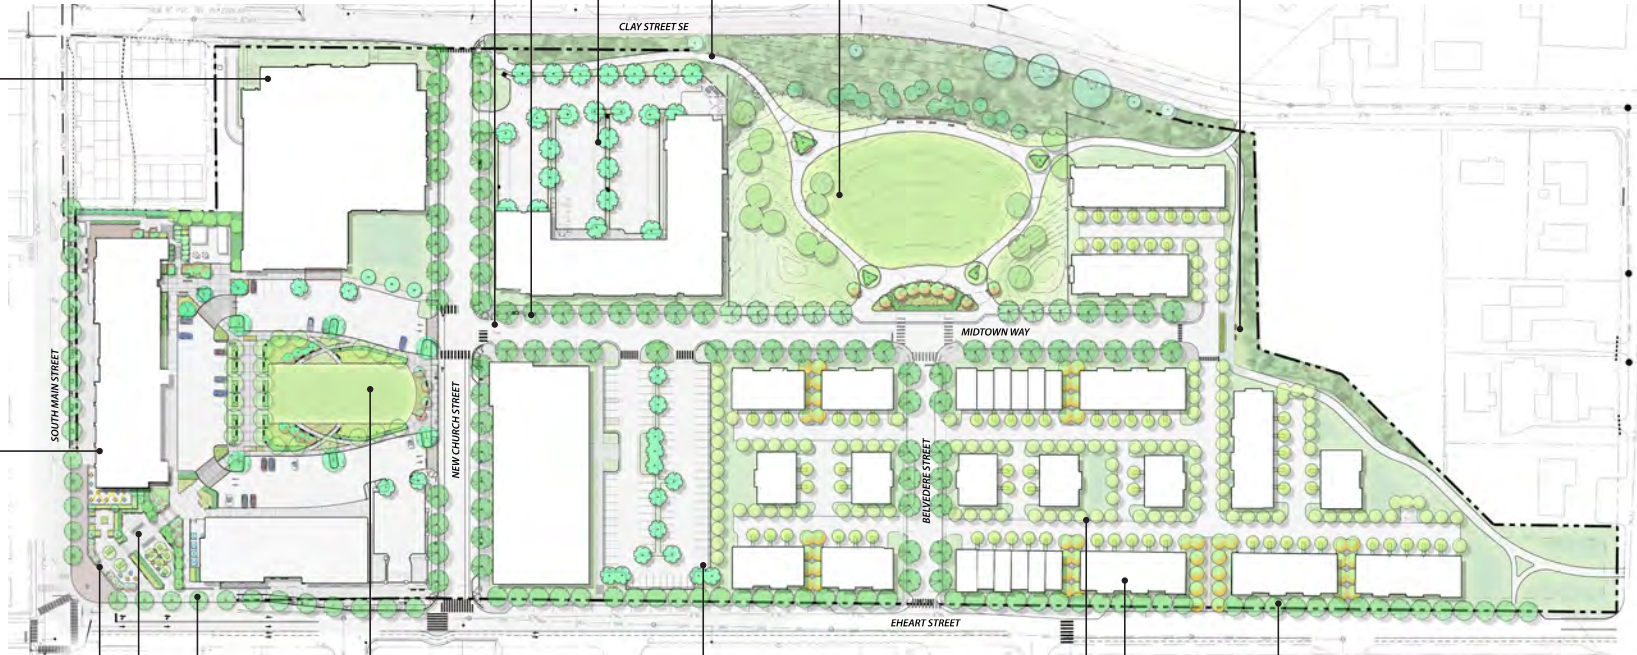 CLAY STREET SE
MIDTOWN WAY
SOUTH MAIN STREET
NEW CHURCH STREET
BELVEDERE STREET
EHEART STREET